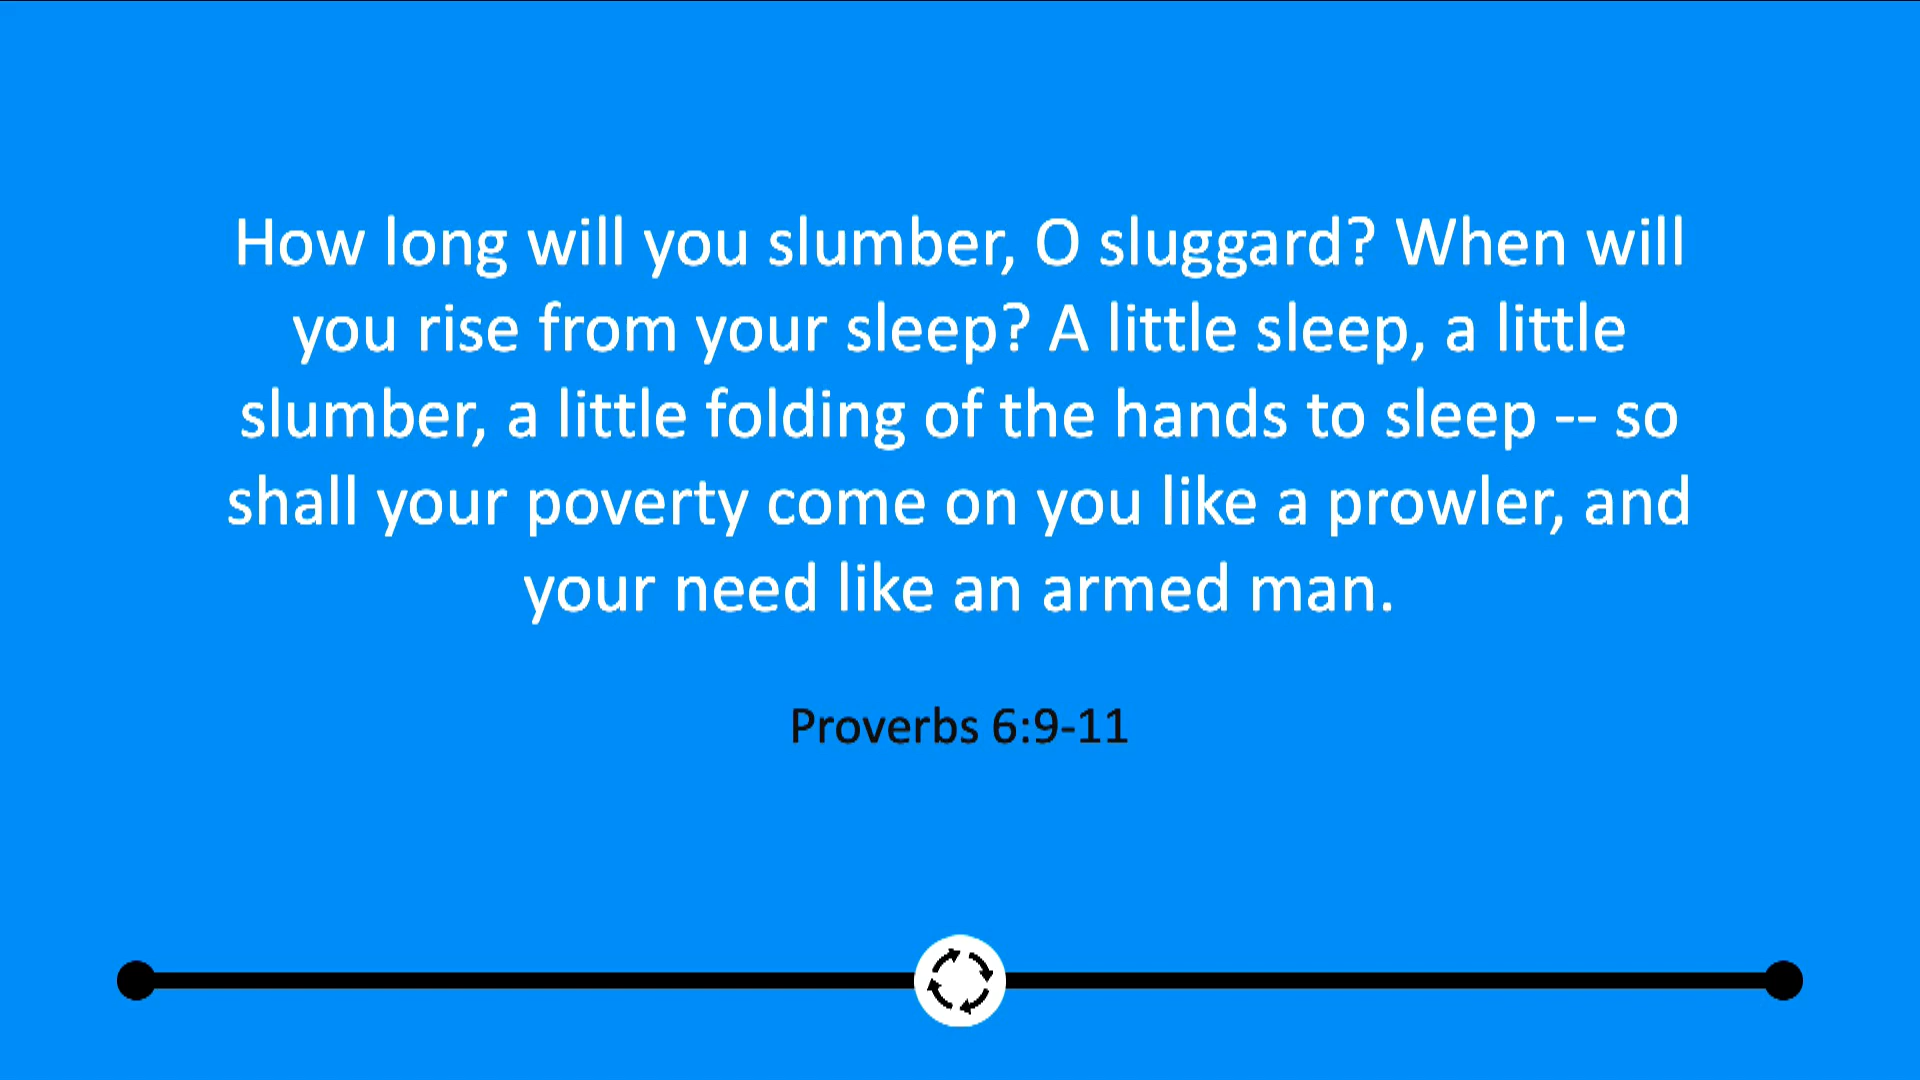 How long will you slumber, O sluggard? When will
you rise from your sleep? A little sleep, a little
slumber, a little folding of the hands to sleep -- so
shall your poverty come on you like a prowler, and
your need like an armed man.
Proverbs 6:9-11